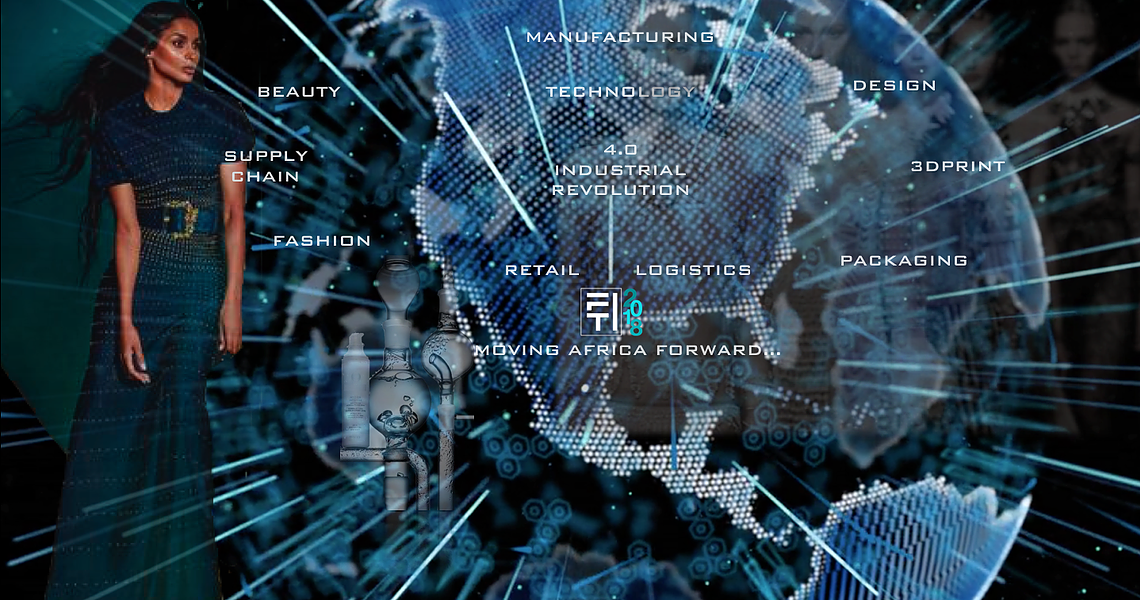 MANUFACTURING
BEAUTY
TECHNOLOGY
DESIGN
4.0
INDUSTRIAL
REVOLUTION
SUPPLY
CHAIN
3DPRINT
FASHION
RETAIL
LOGISTICS
PACKAGING
FTI
2018
MOVING AFRICA FORWARD...